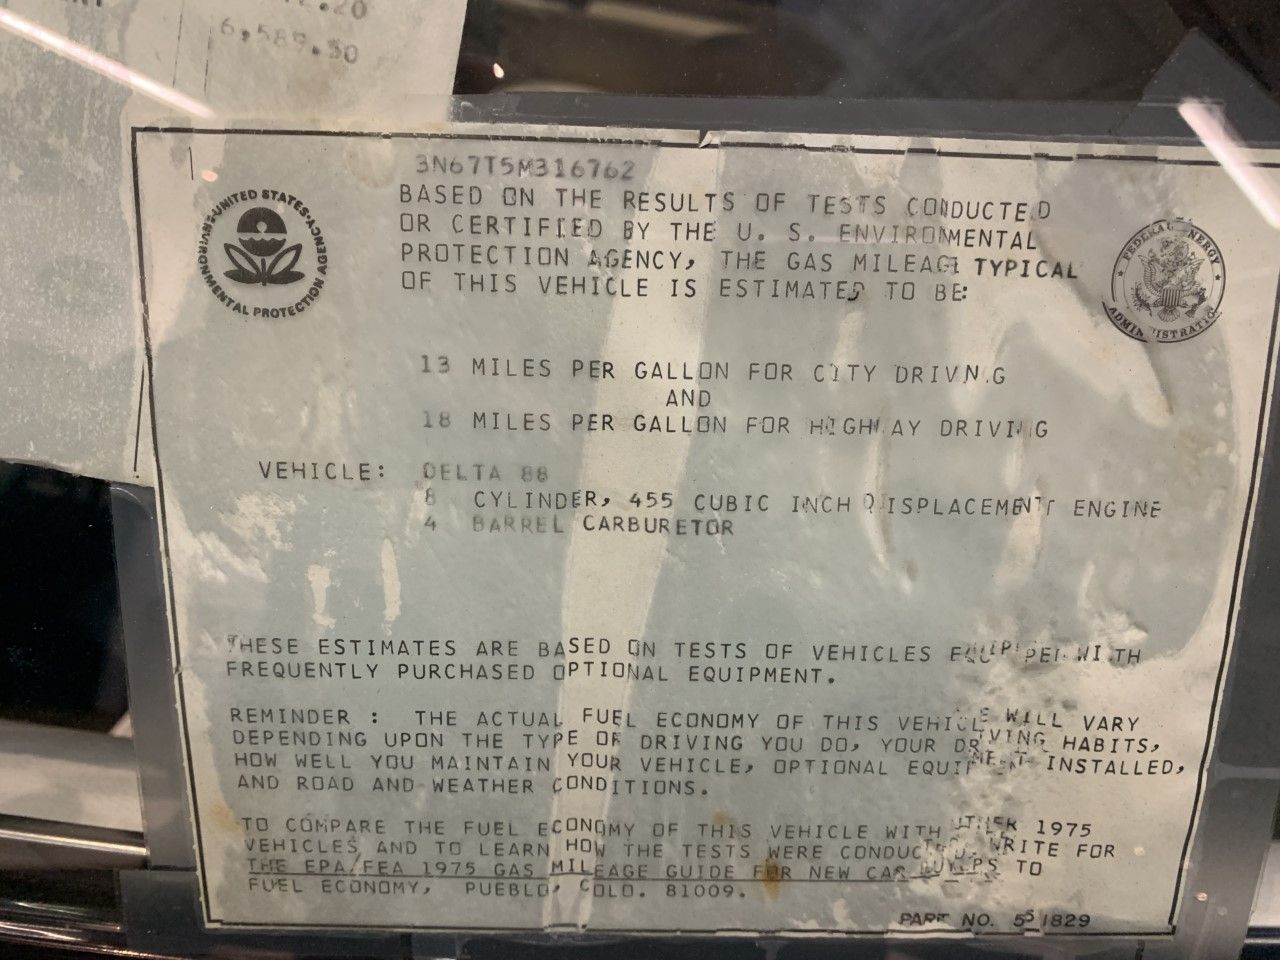 6,589.50
3N67T5M316762
BASED ON THE RESULTS OF TESTS CONDUCTED
OR CERTIFIED BY THE U. S. ENVIRONMENTAL
PROTECTION AGENCY, THE GAS MILEAGE TYPICAL
OF THIS VEHICLE IS ESTIMATED TO BE:
UNITED STATES ENVIRONMENTAL PROTECTION AGENCY
FEDERAL ENERGY ADMINISTRATION
13 MILES PER GALLON FOR CITY DRIVNG
AND
18 MILES PER GALLON FOR HIGHWAY DRIVING
VEHICLE: DELTA 88
8 CYLINDER, 455 CUBIC INCH DISPLACEMENT ENGINE
4 BARREL CARBURETOR
THESE ESTIMATES ARE BASED ON TESTS OF VEHICLES EQUIPPED WITH
FREQUENTLY PURCHASED OPTIONAL EQUIPMENT.
REMINDER : THE ACTUAL FUEL ECONOMY OF THIS VEHICLE WILL VARY
DEPENDING UPON THE TYPE OF DRIVING YOU DO, YOUR DRIVING HABITS,
HOW WELL YOU MAINTAIN YOUR VEHICLE, OPTIONAL EQUIPMENT INSTALLED,
AND ROAD AND WEATHER CONDITIONS.
TO COMPARE THE FUEL ECONOMY OF THIS VEHICLE WITH OTHER 1975
VEHICLES AND TO LEARN HOW THE TESTS WERE CONDUCTED, WRITE FOR
THE EPA/FEA 1975 GAS MILEAGE GUIDE FOR NEW CAR BUYERS TO
FUEL ECONOMY, PUEBLO, COLO. 81009.
PART NO. 551829